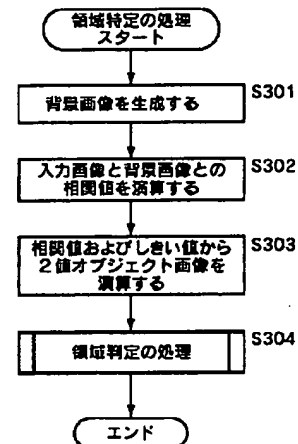 領域特定の処理
スタート
S301
背景画像を生成する
S302
入力画像と背景画像との
相関値を演算する
S303
相関値およびしきい値から
2値オブジェクト画像を
演算する
S304
領域判定の処理
エンド